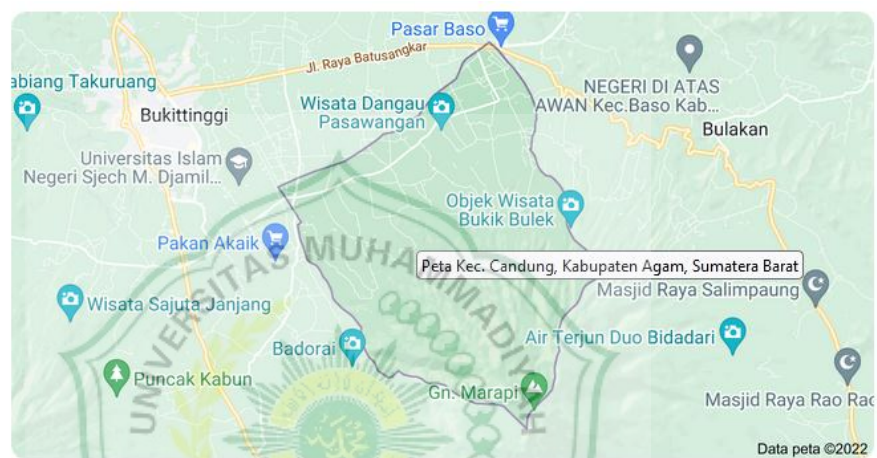 Pasar Baso
Jl. Raya Batusangkar
abiang Takuruang
NEGERI DI ATAS
AWAN Kec.Baso Kab...
Wisata Dangau
Pasawangan
Bukittinggi
Bulakan
Universitas Islam
Negeri Sjech M. Djamil...
Objek Wisata
Bukik Bulek
Pakan Akaik
Peta Kec. Candung, Kabupaten Agam, Sumatera Barat
Masjid Raya Salimpaung
Wisata Sajuta Janjang
Air Terjun Duo Bidadari
Badorai
Puncak Kabun
Gn. Marapi
Masjid Raya Rao Rao
UNIVERSITAS MUHAMMADIYAH
Data peta ©2022